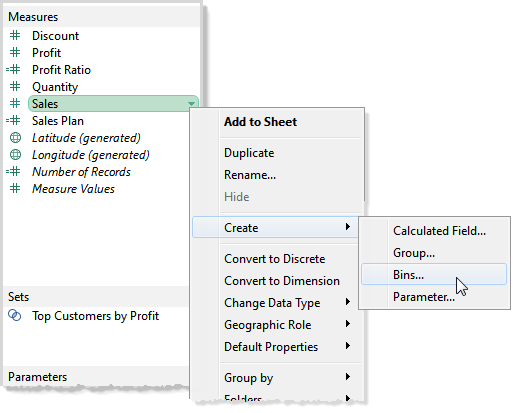 Measures
Discount
Profit
Profit Ratio
Quantity
Sales
Sales Plan
Latitude (generated)
Longitude (generated)
Number of Records
Measure Values
Sets
Top Customers by Profit
Parameters
Add to Sheet
Duplicate
Rename...
Hide
Create
Convert to Discrete
Convert to Dimension
Change Data Type
Geographic Role
Default Properties
Group by
Folders
Calculated Field...
Group...
Bins...
Parameter...